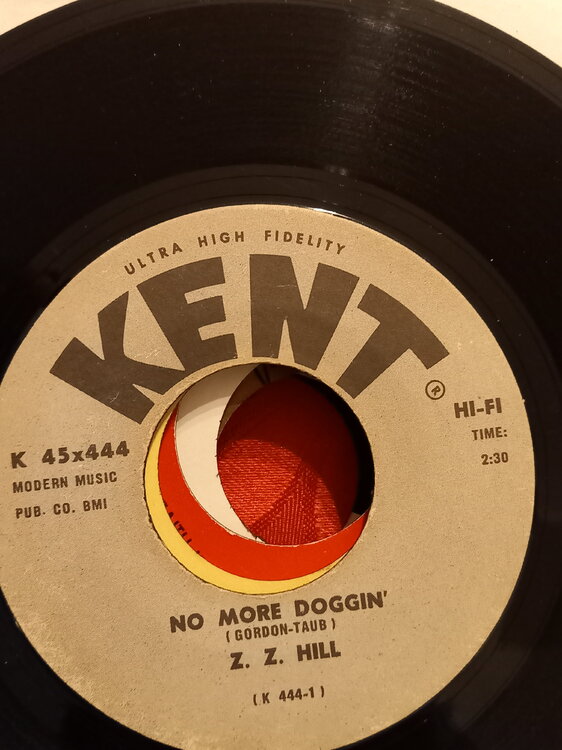 ULTRA HIGH FIDELITY
KENT
®
HI-FI
TIME:
2:30
K 45x444
MODERN MUSIC
PUB. CO. BMI
NO MORE DOGGIN'
(GORDON-TAUB)
Z. Z. HILL
(K 444-1)